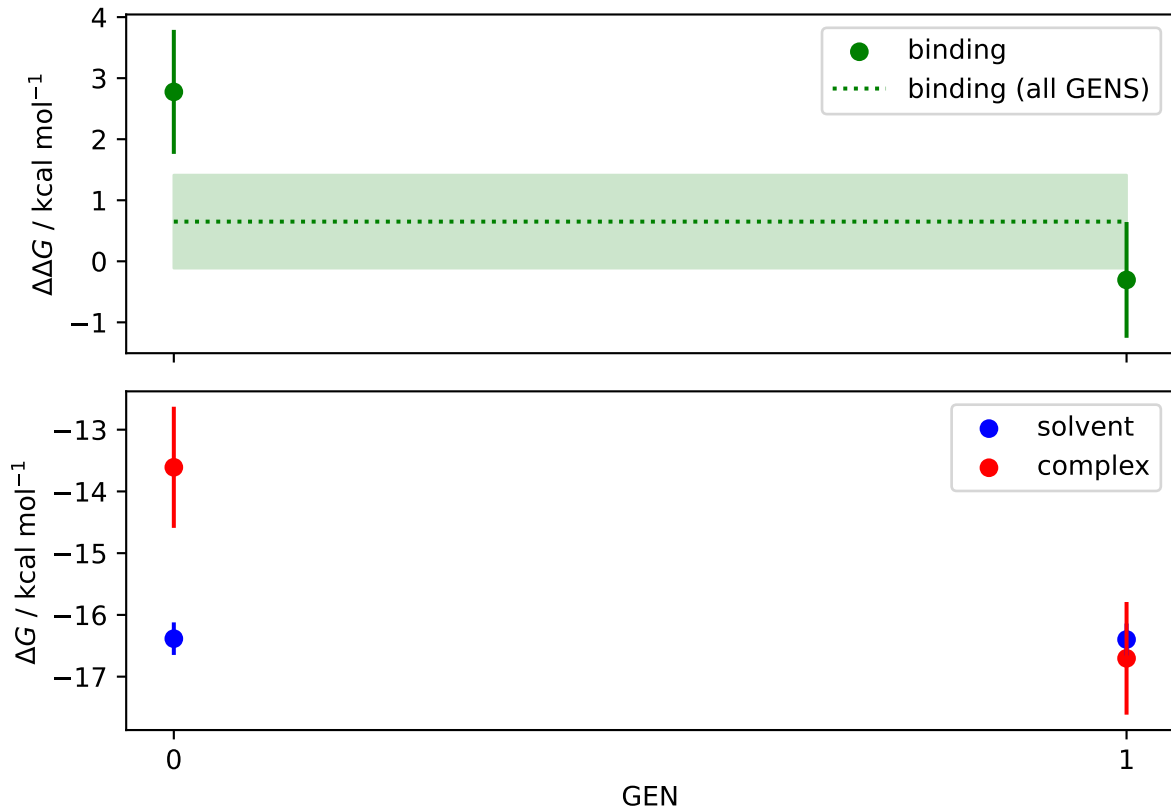 4
3
2
1
0
−1
ΔΔG / kcal mol⁻¹
binding
binding (all GENS)
−13
−14
−15
−16
−17
ΔG / kcal mol⁻¹
solvent
complex
0 1
GEN